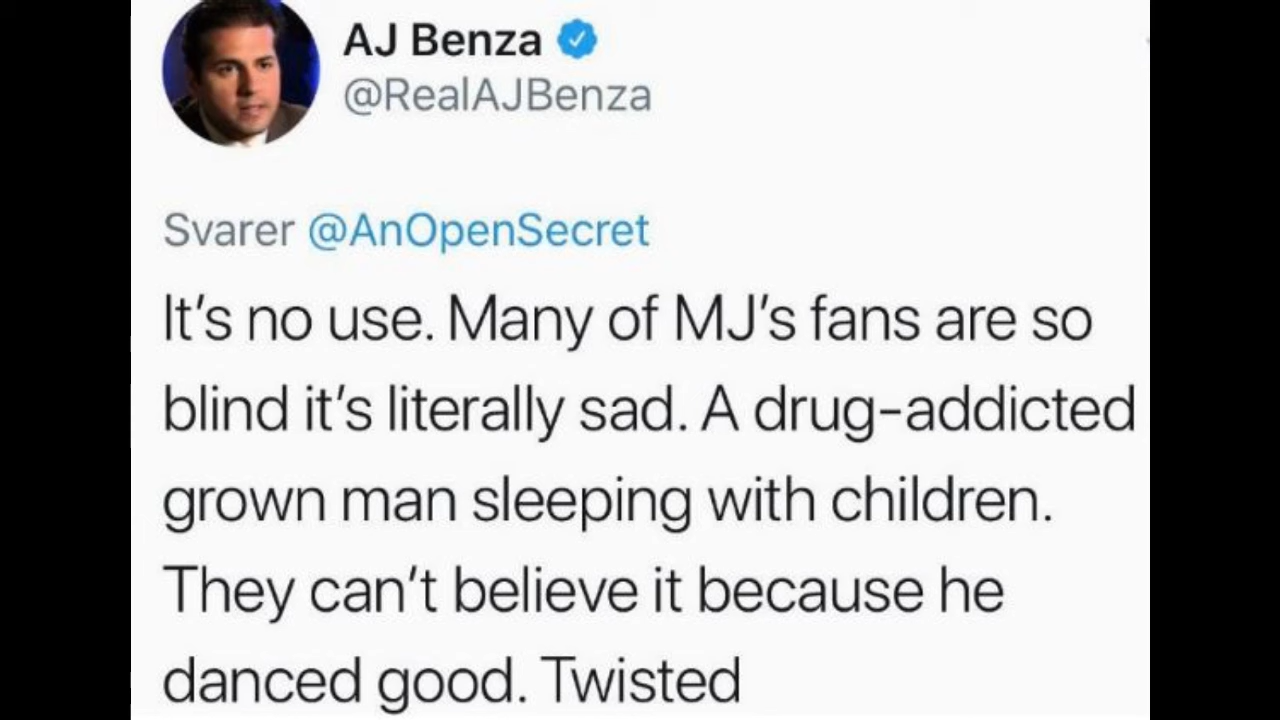 AJ Benza
@RealAJBenza
Svarer @AnOpenSecret
It’s no use. Many of MJ’s fans are so
blind it’s literally sad. A drug-addicted
grown man sleeping with children.
They can’t believe it because he
danced good. Twisted